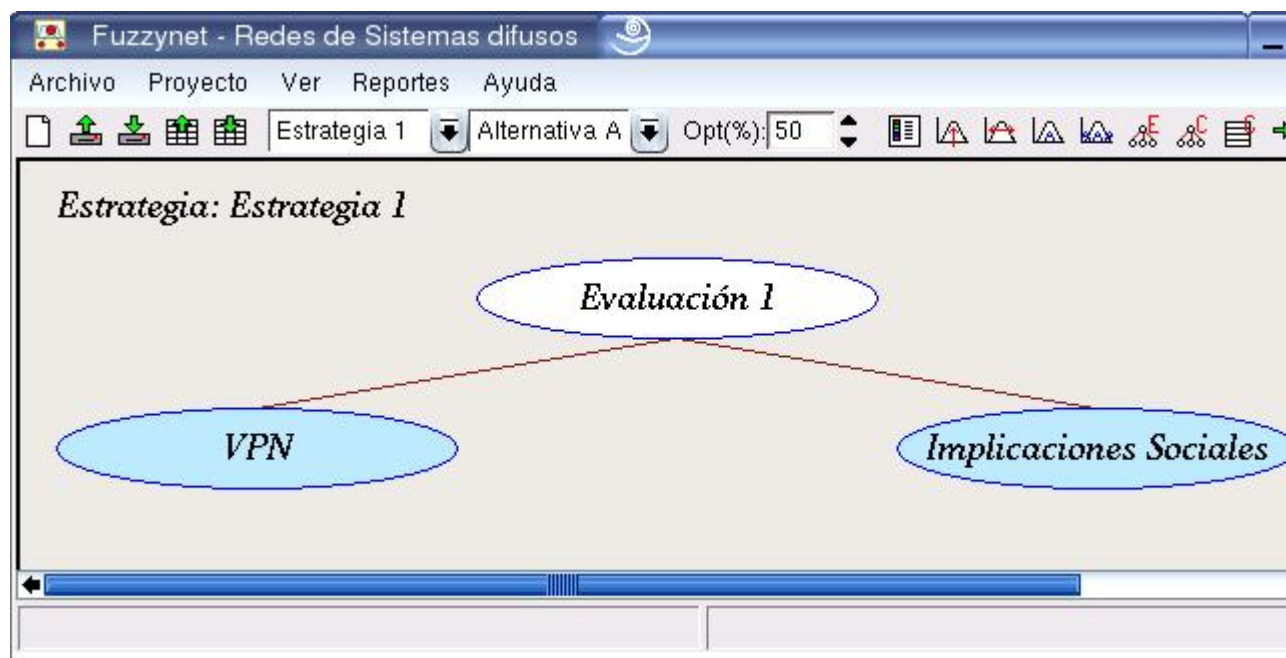 Fuzzynet - Redes de Sistemas difusos
Archivo Proyecto Ver Reportes Ayuda
Estrategia 1 Alternativa A Opt(%): 50 E C C
Estrategia: Estrategia 1
Evaluación 1
VPN Implicaciones Sociales